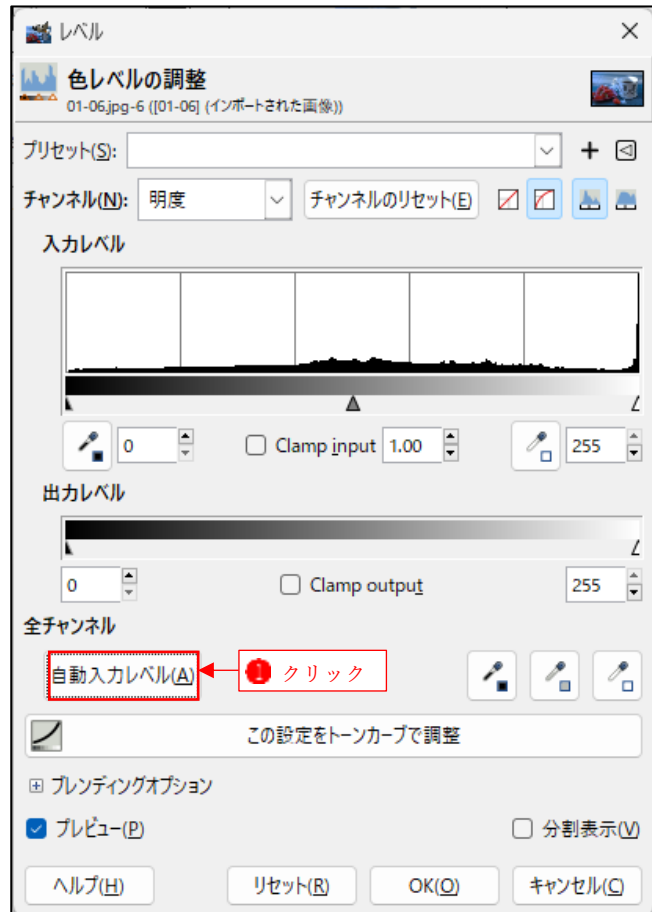 レベル
色レベルの調整
01-06.jpg-6 ([01-06] (インポートされた画像))
プリセット(S):
チャンネル(N): 明度 チャンネルのリセット(E)
入力レベル
0 Clamp input 1.00 255
出力レベル
0 Clamp output 255
全チャンネル
自動入力レベル(A) 1 クリック
この設定をトーンカーブで調整
ブレンディングオプション
プレビュー(P) 分割表示(V)
ヘルプ(H) リセット(R) OK(O) キャンセル(C)